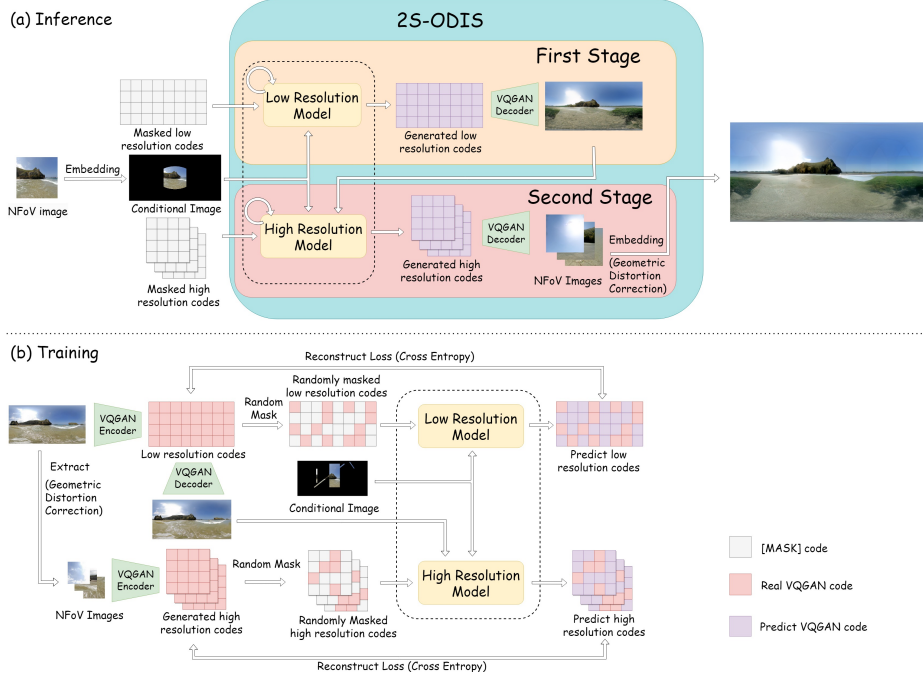 (a) Inference
2S-ODIS
First Stage
Low Resolution
Model
VQGAN
Decoder
Masked low
resolution codes
Generated low
resolution codes
Embedding
NFoV image
Conditional Image
Second Stage
High Resolution
Model
VQGAN
Decoder
Embedding
(Geometric
Distortion
Correction)
Generated high
resolution codes
NFoV Images
Masked high
resolution codes
(b) Training
Reconstruct Loss (Cross Entropy)
Randomly masked
low resolution codes
Random
Mask
VQGAN
Encoder
Low Resolution
Model
Low resolution codes
Predict low
resolution codes
Extract
(Geometric
Distortion
Correction)
VQGAN
Decoder
Conditional Image
[MASK] code
VQGAN
Encoder
Random Mask
High Resolution
Model
Real VQGAN code
NFoV Images
Generated high
resolution codes
Randomly Masked
high resolution codes
Predict high
resolution codes
Predict VQGAN code
Reconstruct Loss (Cross Entropy)